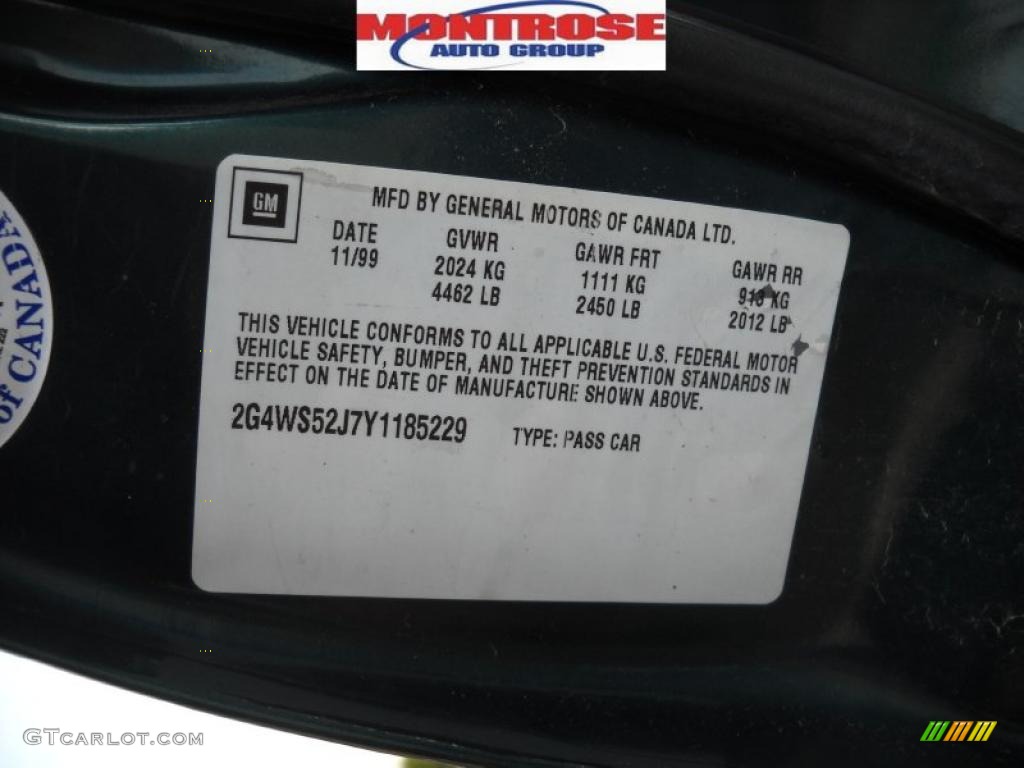 MONTROSE
AUTO GROUP
GM
MFD BY GENERAL MOTORS OF CANADA LTD.
DATE GVWR GAWR FRT GAWR RR
11/99 2024 KG 1111 KG 913 KG
4462 LB 2450 LB 2012 LB
THIS VEHICLE CONFORMS TO ALL APPLICABLE U.S. FEDERAL MOTOR
VEHICLE SAFETY, BUMPER, AND THEFT PREVENTION STANDARDS IN
EFFECT ON THE DATE OF MANUFACTURE SHOWN ABOVE.
2G4WS52J7Y1185229 TYPE: PASS CAR
of CANADA
GTCARLOT.COM